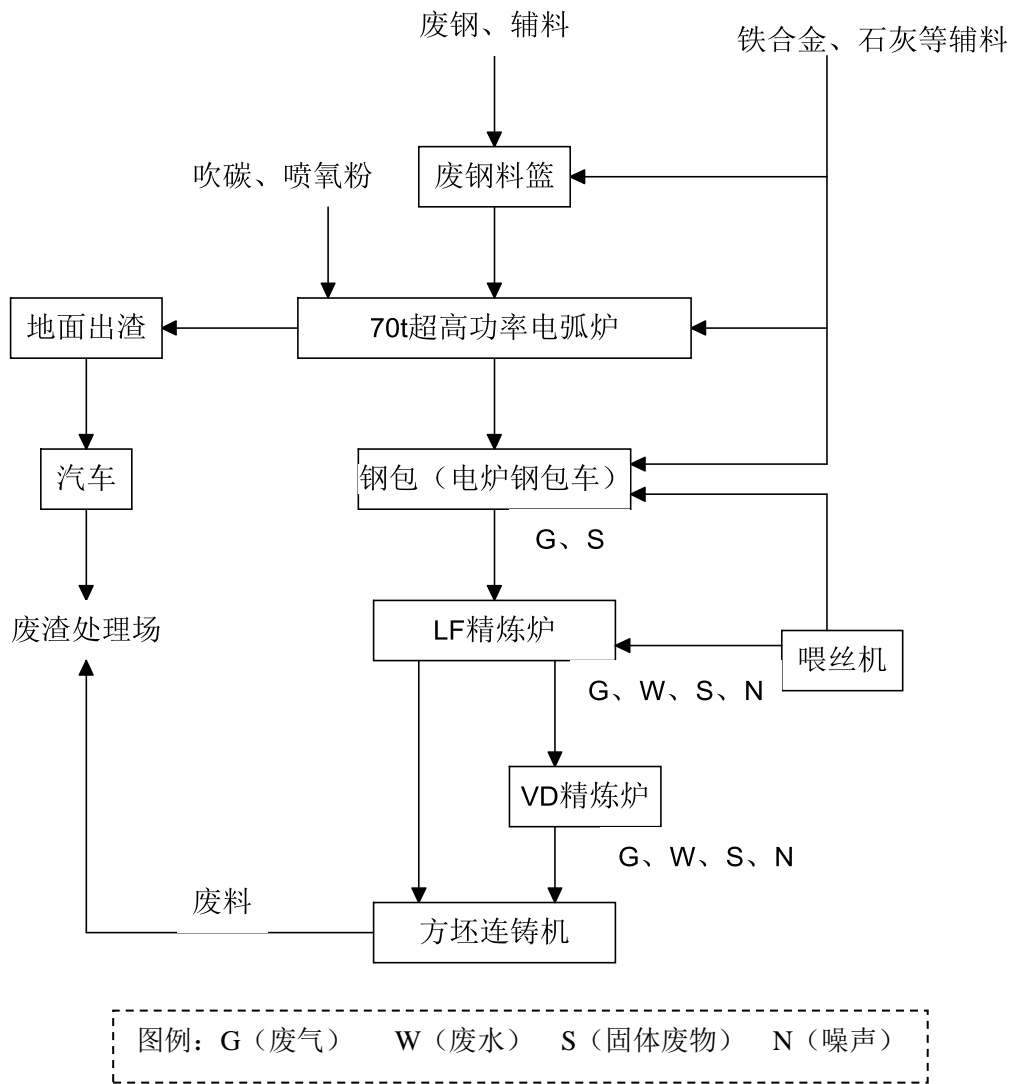 废钢、辅料
铁合金、石灰等辅料
吹碳、喷氧粉
废钢料篮
地面出渣
70t超高功率电弧炉
汽车
钢包（电炉钢包车）
G、S
废渣处理场
LF精炼炉
喂丝机
G、W、S、N
VD精炼炉
G、W、S、N
废料
方坯连铸机
图例：G（废气） W（废水） S（固体废物） N（噪声）